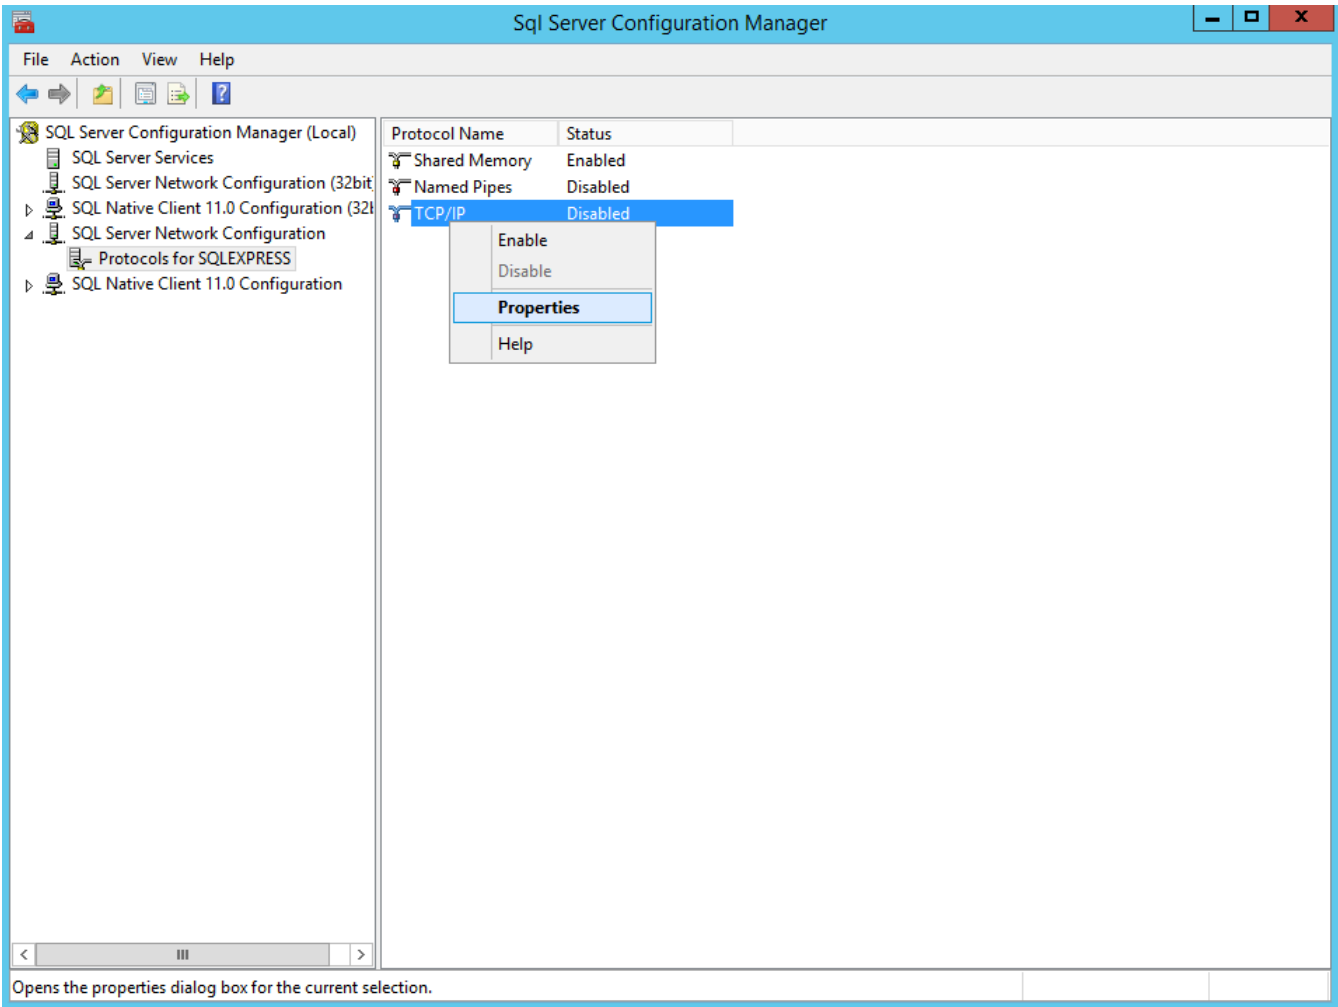 Sql Server Configuration Manager
File Action View Help
SQL Server Configuration Manager (Local)
SQL Server Services
SQL Server Network Configuration (32bit
SQL Native Client 11.0 Configuration (32b
SQL Server Network Configuration
Protocols for SQLEXPRESS
SQL Native Client 11.0 Configuration
Protocol Name Status
Shared Memory Enabled
Named Pipes Disabled
TCP/IP Disabled
Enable
Disable
Properties
Help
Opens the properties dialog box for the current selection.